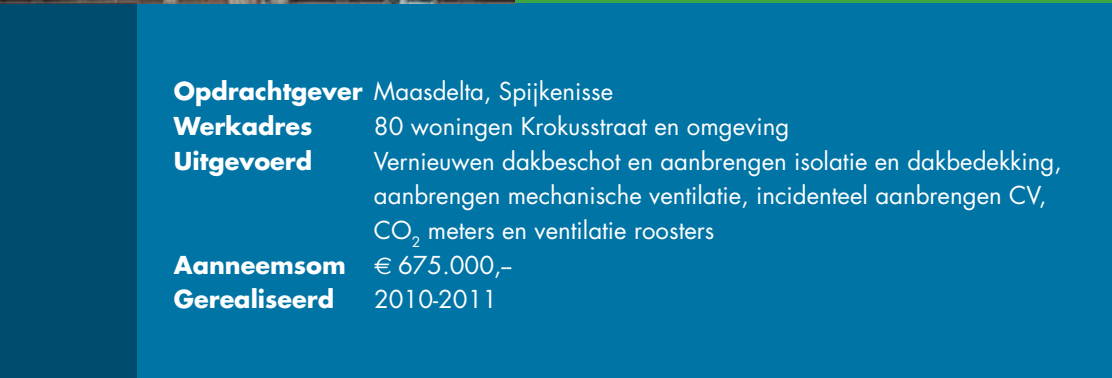 Opdrachtgever Maasdelta, Spijkenisse
Werkadres 80 woningen Krokusstraat en omgeving
Uitgevoerd Vernieuwen dakbeschot en aanbrengen isolatie en dakbedekking,
aanbrengen mechanische ventilatie, incidenteel aanbrengen CV,
CO₂ meters en ventilatie roosters
Aanneemsom € 675.000,–
Gerealiseerd 2010-2011